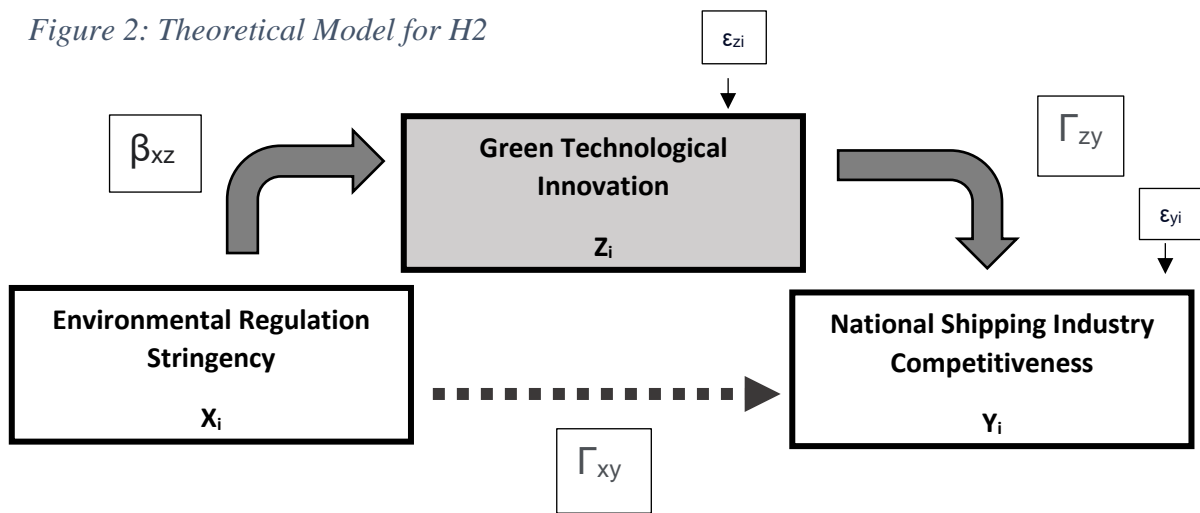 Figure 2: Theoretical Model for H2
εzi
βxz
Green Technological
Innovation
Zi
Γzy
εyi
Environmental Regulation
Stringency
Xi
National Shipping Industry
Competitiveness
Yi
Γxy